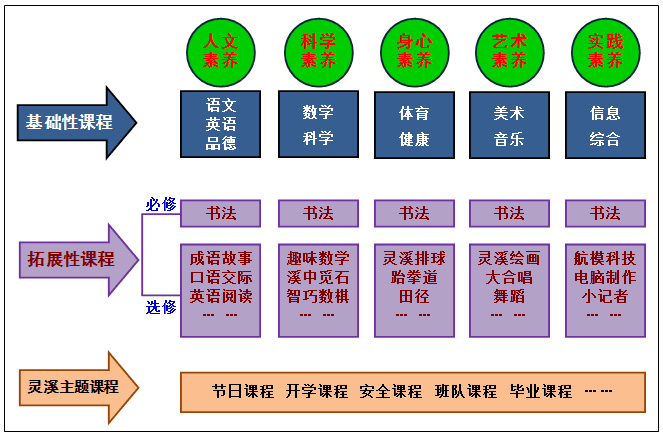 人文
素养
科学
素养
身心
素养
艺术
素养
实践
素养
基础性课程
语文
英语
品德
数学
科学
体育
健康
美术
音乐
信息
综合
拓展性课程
必修
书法
书法
书法
书法
书法
选修
成语故事
口语交际
英语阅读
… …
趣味数学
溪中觅石
智巧数棋
… …
灵溪排球
跆拳道
田径
… …
灵溪绘画
大合唱
舞蹈
… …
航模科技
电脑制作
小记者
… …
灵溪主题课程
节日课程 开学课程 安全课程 班队课程 毕业课程 ……